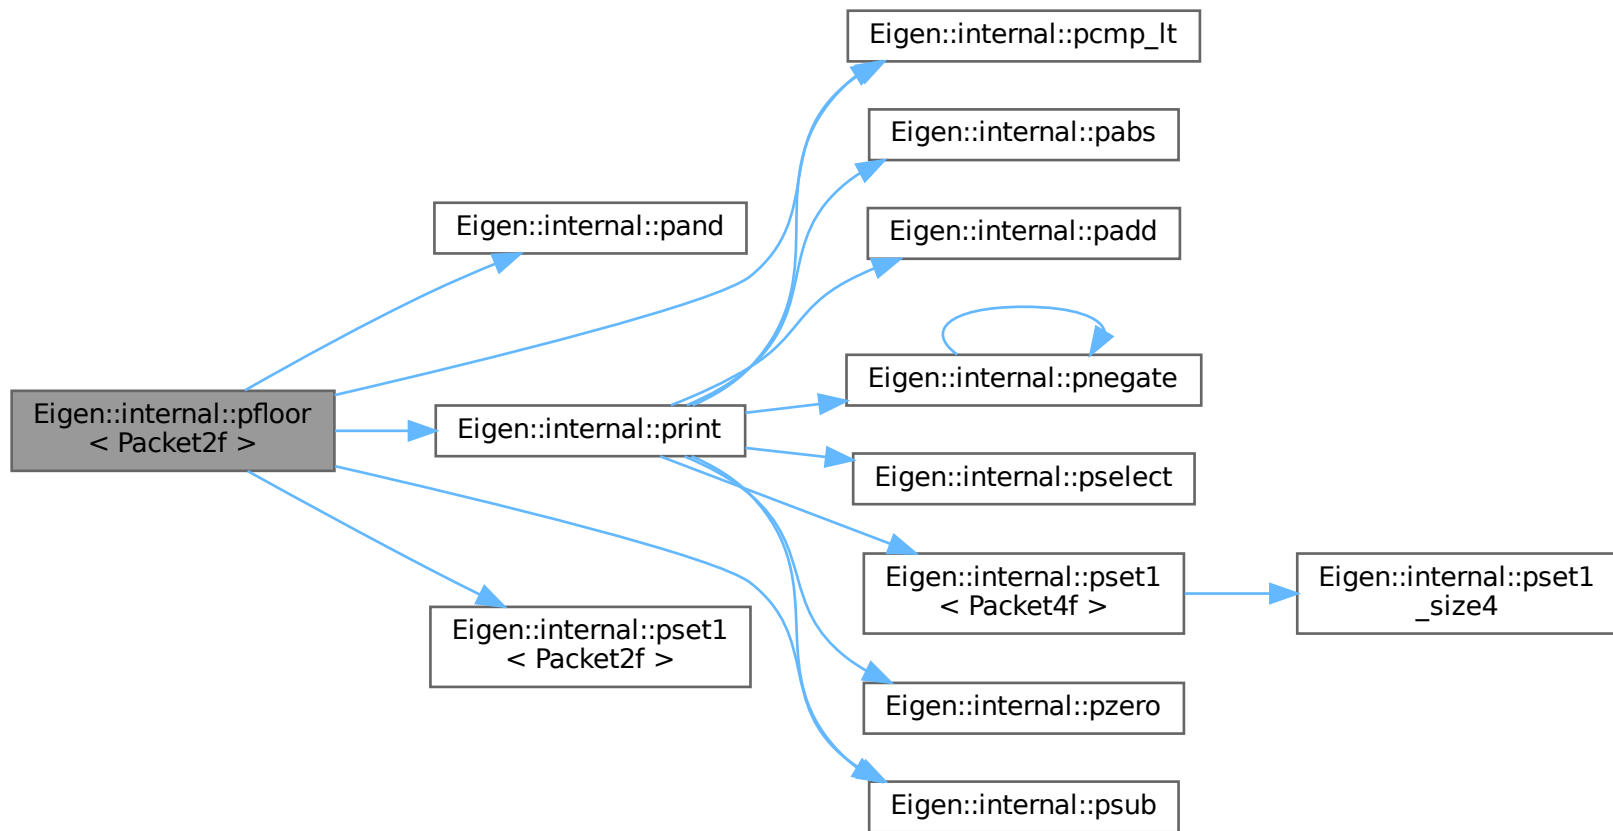 Eigen::internal::pfloor
< Packet2f >
Eigen::internal::pand
Eigen::internal::print
Eigen::internal::pset1
< Packet2f >
Eigen::internal::pcmp_lt
Eigen::internal::pabs
Eigen::internal::padd
Eigen::internal::pnegate
Eigen::internal::pselect
Eigen::internal::pset1
< Packet4f >
Eigen::internal::pzero
Eigen::internal::psub
Eigen::internal::pset1
_size4